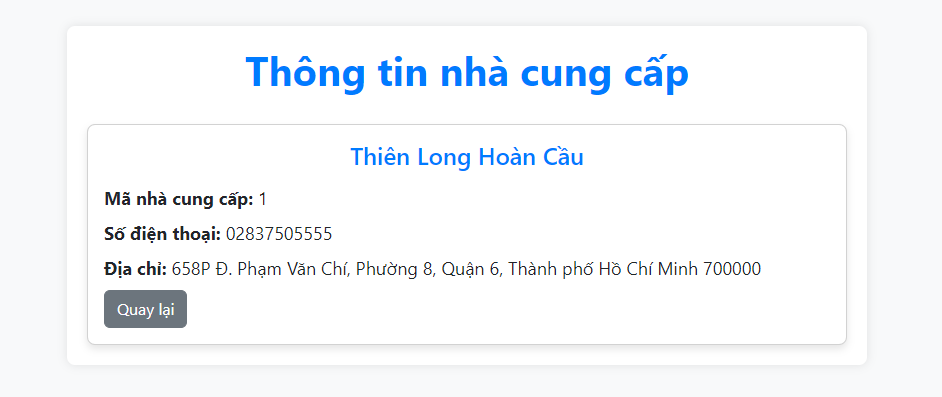 Thông tin nhà cung cấp
Thiên Long Hoàn Cầu
Mã nhà cung cấp: 1
Số điện thoại: 02837505555
Địa chỉ: 658P Đ. Phạm Văn Chí, Phường 8, Quận 6, Thành phố Hồ Chí Minh 700000
Quay lại